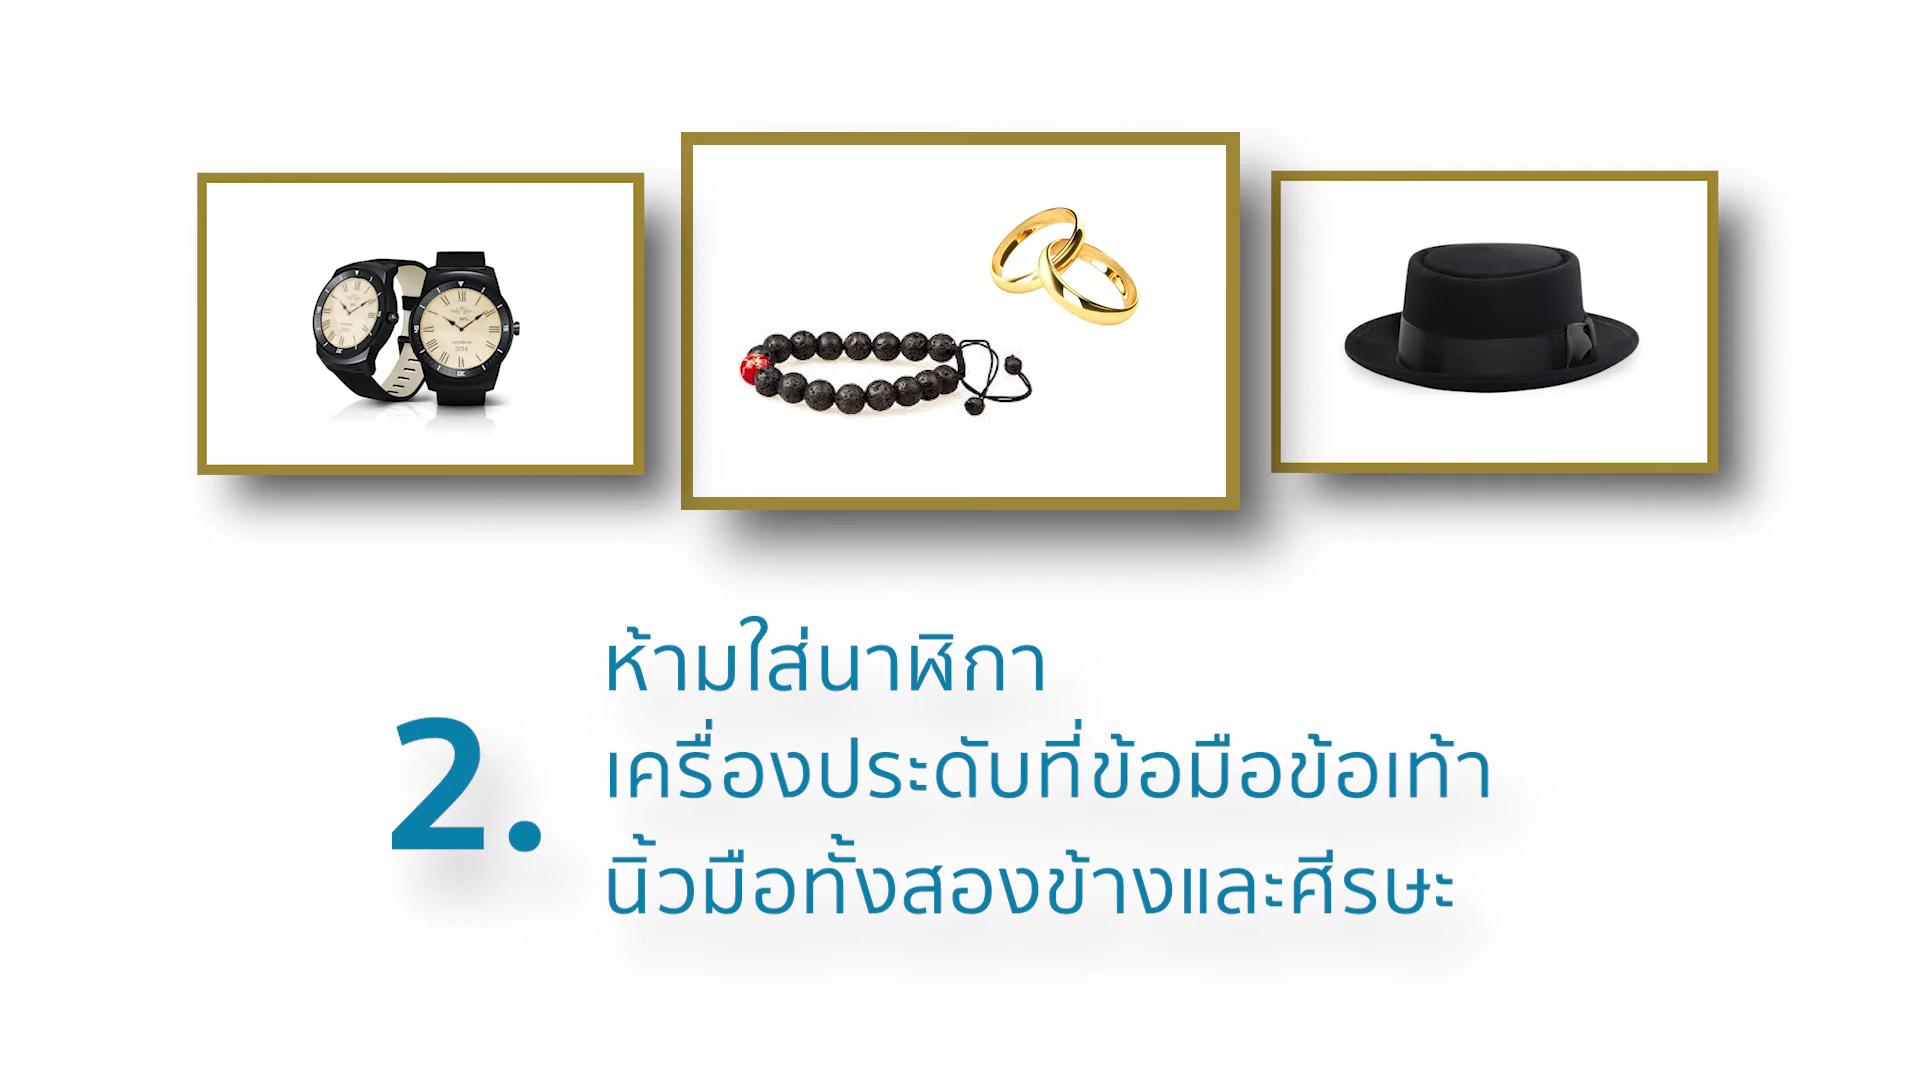 2.
ห้ามใส่นาฬิกา
เครื่องประดับที่ข้อมือข้อเท้า
นิ้วมือทั้งสองข้างและศีรษะ